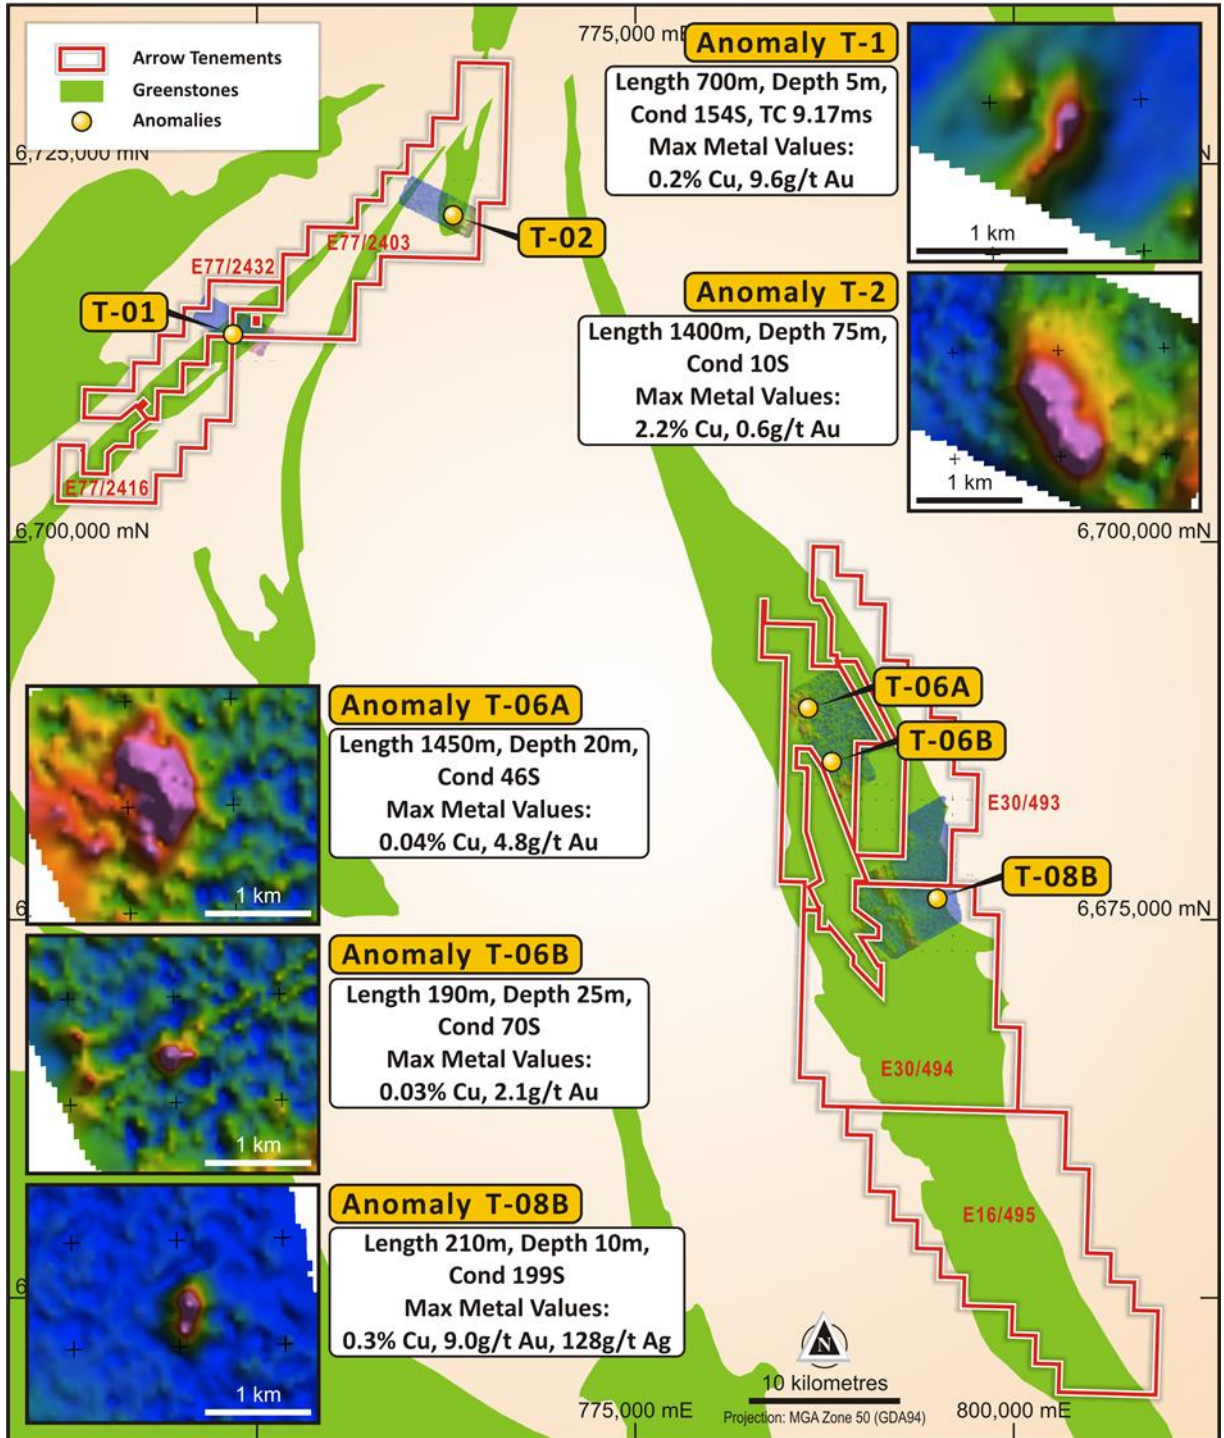 Arrow Tenements
Greenstones
Anomalies
775,000 mE
6,725,000 mN
Anomaly T-1
Length 700m, Depth 5m,
Cond 154S, TC 9.17ms
Max Metal Values:
0.2% Cu, 9.6g/t Au
1 km
T-02
E77/2403
E77/2432
T-01
Anomaly T-2
Length 1400m, Depth 75m,
Cond 10S
Max Metal Values:
2.2% Cu, 0.6g/t Au
1 km
E77/2416
6,700,000 mN
6,700,000 mN
T-06A
T-06B
E30/493
T-08B
6,675,000 mN
Anomaly T-06A
Length 1450m, Depth 20m,
Cond 46S
Max Metal Values:
0.04% Cu, 4.8g/t Au
1 km
Anomaly T-06B
Length 190m, Depth 25m,
Cond 70S
Max Metal Values:
0.03% Cu, 2.1g/t Au
1 km
E30/494
E16/495
Anomaly T-08B
Length 210m, Depth 10m,
Cond 199S
Max Metal Values:
0.3% Cu, 9.0g/t Au, 128g/t Ag
1 km
N
10 kilometres
Projection: MGA Zone 50 (GDA94)
775,000 mE
800,000 mE